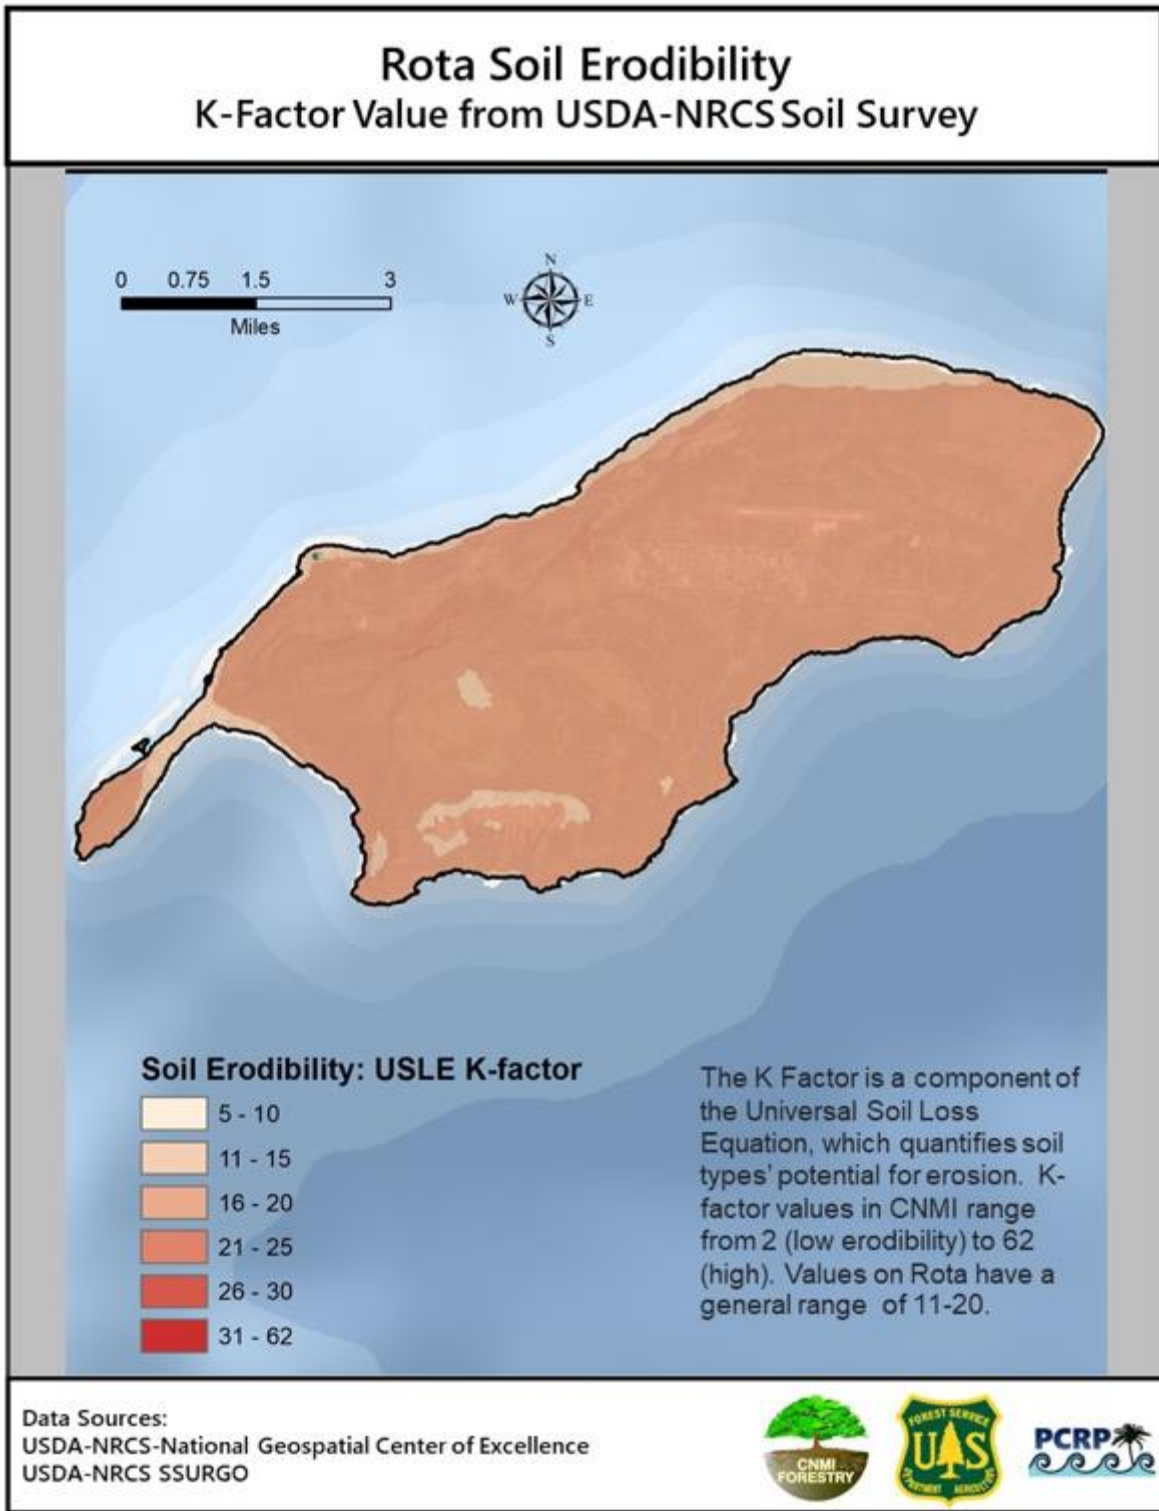 Rota Soil Erodibility
K-Factor Value from USDA-NRCS Soil Survey
0 0.75 1.5 3
Miles
N
W E
S
Soil Erodibility: USLE K-factor
5 - 10
11 - 15
16 - 20
21 - 25
26 - 30
31 - 62
The K Factor is a component of
the Universal Soil Loss
Equation, which quantifies soil
types' potential for erosion. K-
factor values in CNMI range
from 2 (low erodibility) to 62
(high). Values on Rota have a
general range of 11-20.
Data Sources:
USDA-NRCS-National Geospatial Center of Excellence
USDA-NRCS SSURGO
CNMI
FORESTRY
FOREST SERVICE
U S
DEPARTMENT AGRICULTURE
PCRP